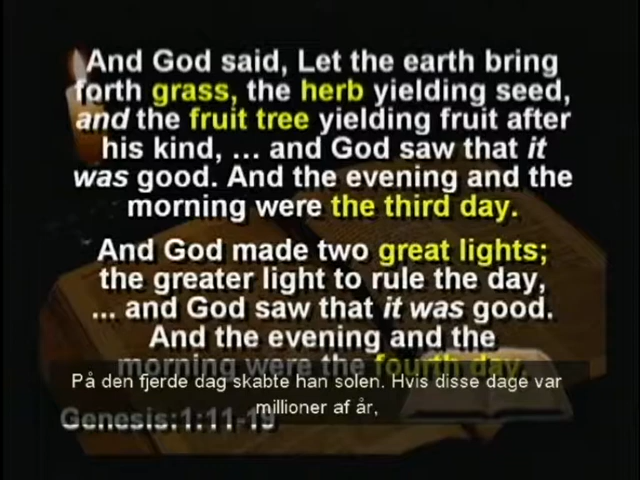 And God said, Let the earth bring
forth grass, the herb yielding seed,
and the fruit tree yielding fruit after
his kind, ... and God saw that it
was good. And the evening and the
morning were the third day.
And God made two great lights;
the greater light to rule the day,
... and God saw that it was good.
And the evening and the
morning were the fourth day.
På den fjerde dag skabte han solen. Hvis disse dage var
millioner af år,
Genesis:1:11-19